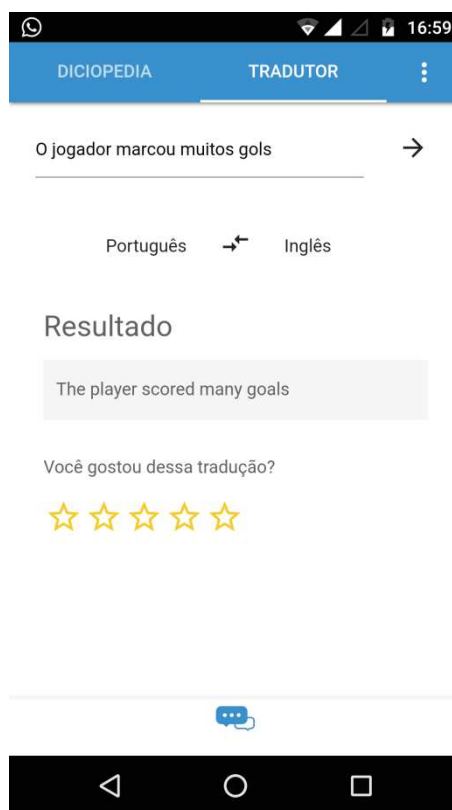 16:59
DICIOPEDIA TRADUTOR
O jogador marcou muitos gols
Português Inglês
Resultado
The player scored many goals
Você gostou dessa tradução?